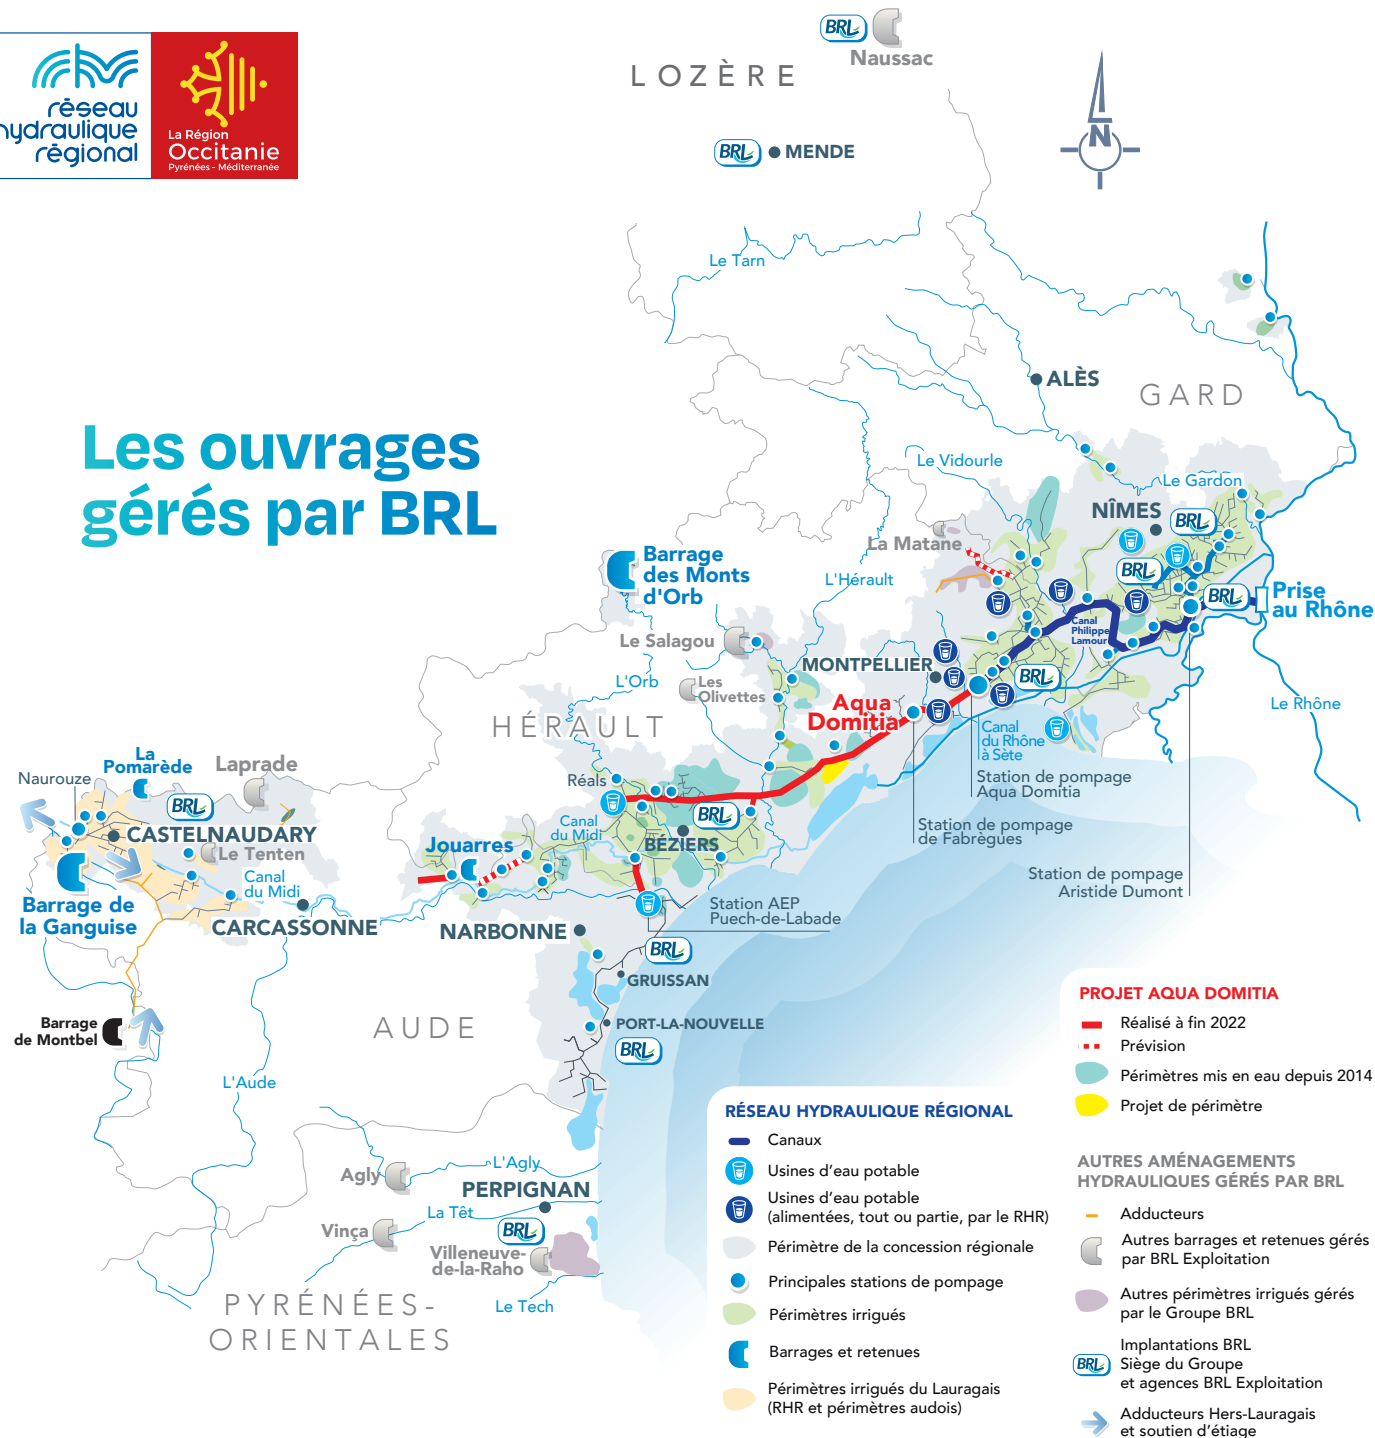 réseau
hydraulique
régional
La Région
Occitanie
Pyrénées - Méditerranée
Les ouvrages
gérés par BRL
BRL
Naussac
LOZÈRE
BRL
MENDE
N
Le Tarn
ALÈS
GARD
Le Vidourle
Le Gardon
NÎMES
BRL
La Matane
BRL
L'Hérault
BRL
Prise
au Rhône
Barrage
des Monts
d'Orb
Canal
Philippe
Lamour
Le Salagou
MONTPELLIER
BRL
L'Orb
Les
Olivettes
Aqua
Domitia
Le Rhône
HÉRAULT
Canal
du Rhône
à Sète
Station de pompage
Aqua Domitia
La
Pomarède
Laprade
Naurouze
BRL
Réals
BRL
Canal
du Midi
CASTELNAUDARY
Le Tenten
Jouarres
BÉZIERS
Station de pompage
de Fabrègues
Canal
du Midi
Station de pompage
Aristide Dumont
Barrage de
la Ganguise
CARCASSONNE
NARBONNE
Station AEP
Puech-de-Labade
BRL
GRUISSAN
Barrage
de Montbel
AUDE
PORT-LA-NOUVELLE
BRL
L'Aude
Agly
L'Agly
PERPIGNAN
La Têt
Vinça
BRL
Villeneuve-
de-la-Raho
Le Tech
PYRÉNÉES-
ORIENTALES
RÉSEAU HYDRAULIQUE RÉGIONAL
Canaux
Usines d'eau potable
Usines d'eau potable
(alimentées, tout ou partie, par le RHR)
Périmètre de la concession régionale
Principales stations de pompage
Périmètres irrigués
Barrages et retenues
Périmètres irrigués du Lauragais
(RHR et périmètres audois)
PROJET AQUA DOMITIA
Réalisé à fin 2022
Prévision
Périmètres mis en eau depuis 2014
Projet de périmètre
AUTRES AMÉNAGEMENTS
HYDRAULIQUES GÉRÉS PAR BRL
Adducteurs
Autres barrages et retenues gérés
par BRL Exploitation
Autres périmètres irrigués gérés
par le Groupe BRL
BRL
Implantations BRL
Siège du Groupe
et agences BRL Exploitation
Adducteurs Hers-Lauragais
et soutien d'étiage